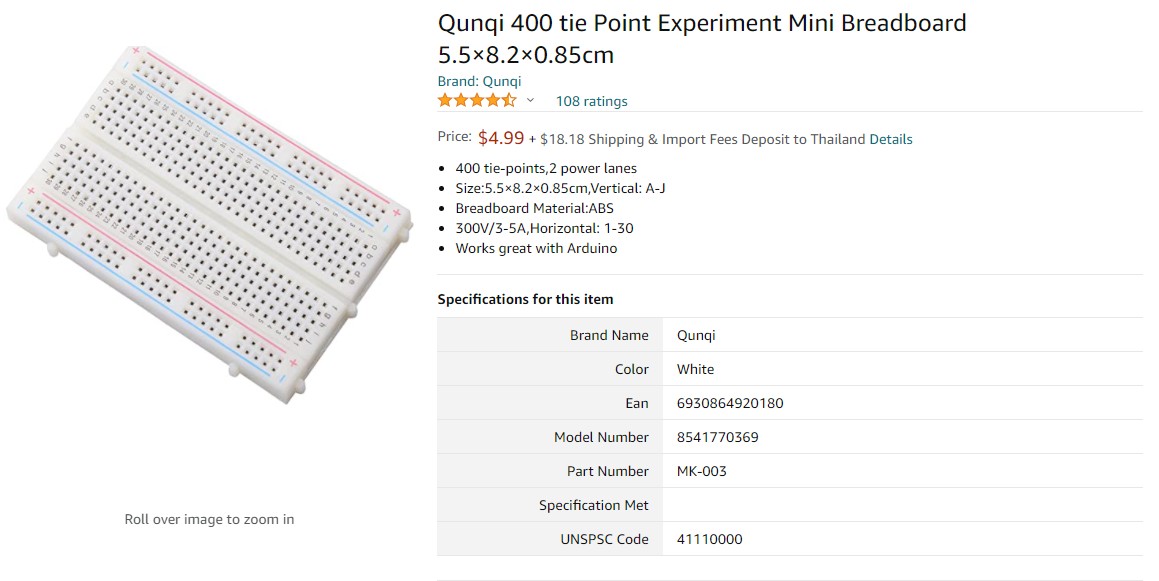 Qunqi 400 tie Point Experiment Mini Breadboard
5.5×8.2×0.85cm
Brand: Qunqi
108 ratings
Price: $4.99 + $18.18 Shipping & Import Fees Deposit to Thailand Details
400 tie-points,2 power lanes
Size:5.5×8.2×0.85cm,Vertical: A-J
Breadboard Material:ABS
300V/3-5A,Horizontal: 1-30
Works great with Arduino
Specifications for this item
Brand Name Qunqi
Color White
Ean 6930864920180
Model Number 8541770369
Part Number MK-003
Specification Met
UNSPSC Code 41110000
Roll over image to zoom in